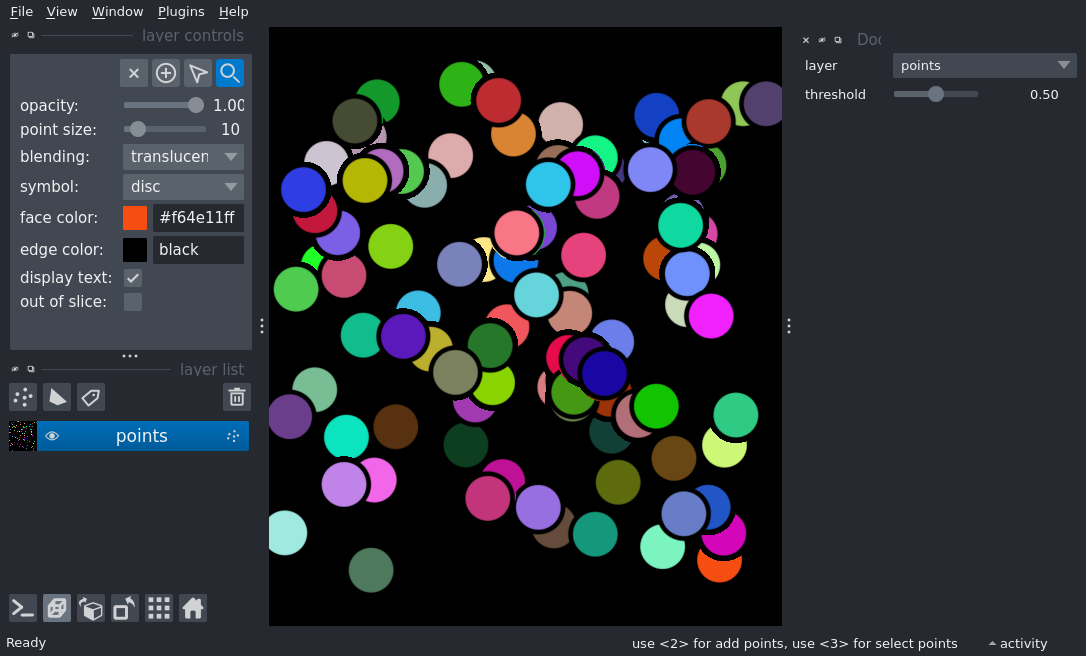 File View Window Plugins Help
layer controls
opacity: 1.00
point size: 10
blending: translucen
symbol: disc
face color: #f64e11ff
edge color: black
display text:
out of slice:
layer list
points
Ready
Doc
layer points
threshold 0.50
use <2> for add points, use <3> for select points
activity